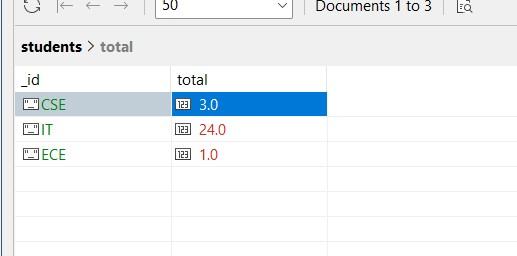 50 Documents 1 to 3
students > total
_id total
CSE 3.0
IT 24.0
ECE 1.0